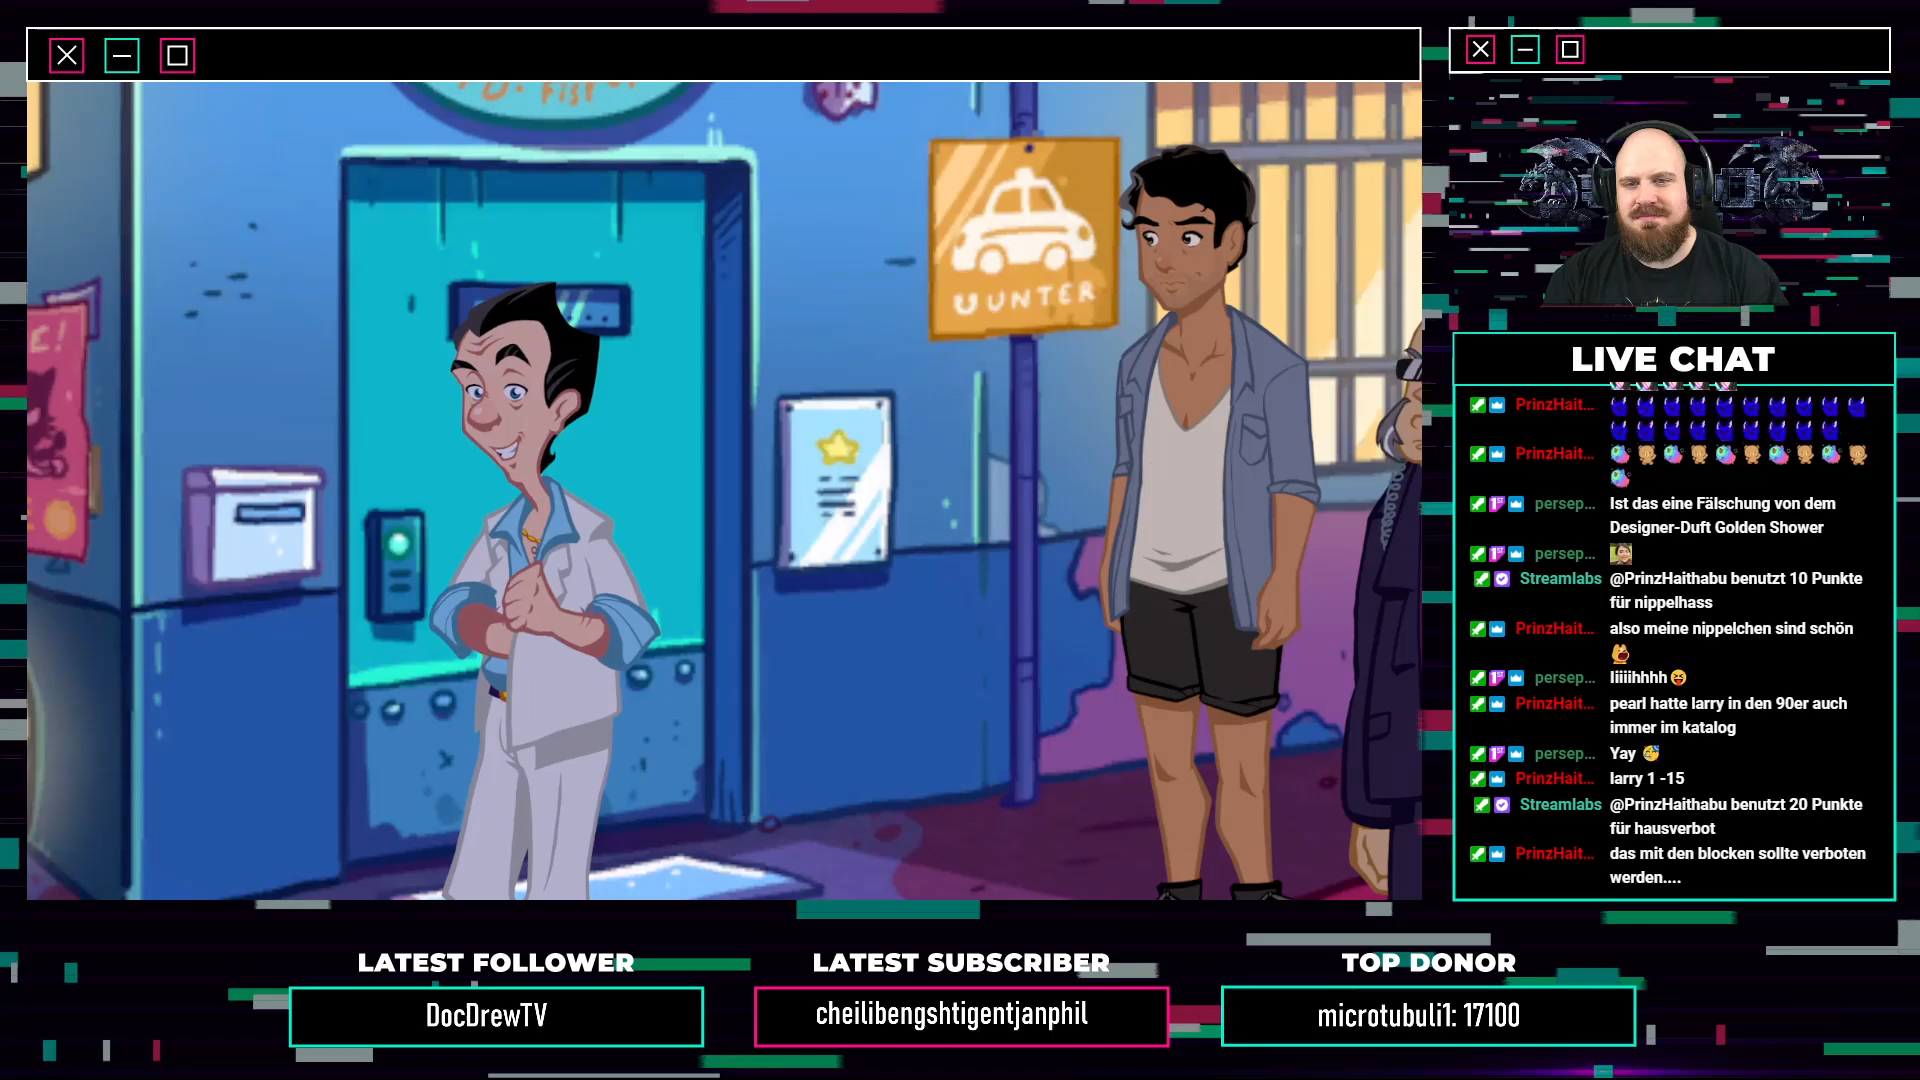 UUNTER
E!
LIVE CHAT
PrinzHait...
PrinzHait...
persep... Ist das eine Fälschung von dem
Designer-Duft Golden Shower
persep...
Streamlabs @PrinzHaithabu benutzt 10 Punkte
für nippelhass
PrinzHait... also meine nippelchen sind schön
persep... Iiiiihhhh
PrinzHait... pearl hatte larry in den 90er auch
immer im katalog
persep... Yay
PrinzHait... larry 1 -15
Streamlabs @PrinzHaithabu benutzt 20 Punkte
für hausverbot
PrinzHait... das mit den blocken sollte verboten
werden....
LATEST FOLLOWER
DocDrewTV
LATEST SUBSCRIBER
cheilibengshtigentjanphil
TOP DONOR
microtubuli1: 17100